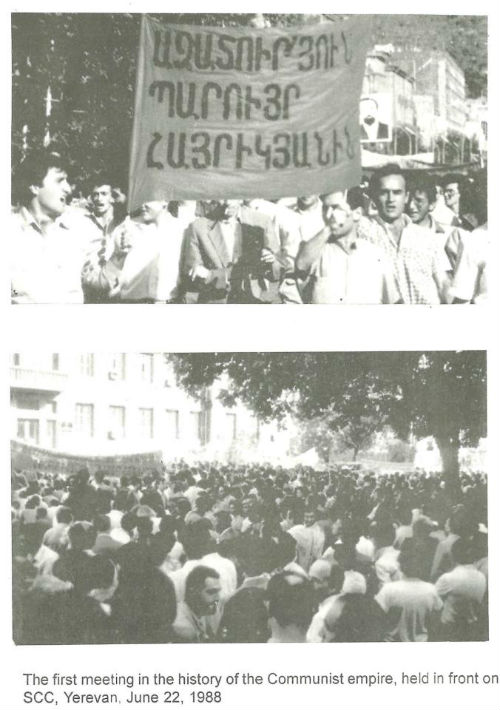 ԱԶԱՏՈՒԹՅՈՒՆ
ՊԱՐՈՒՅՐ
ՀԱՅՐԻԿՅԱՆԻՆ
The first meeting in the history of the Communist empire, held in front on
SCC, Yerevan, June 22, 1988